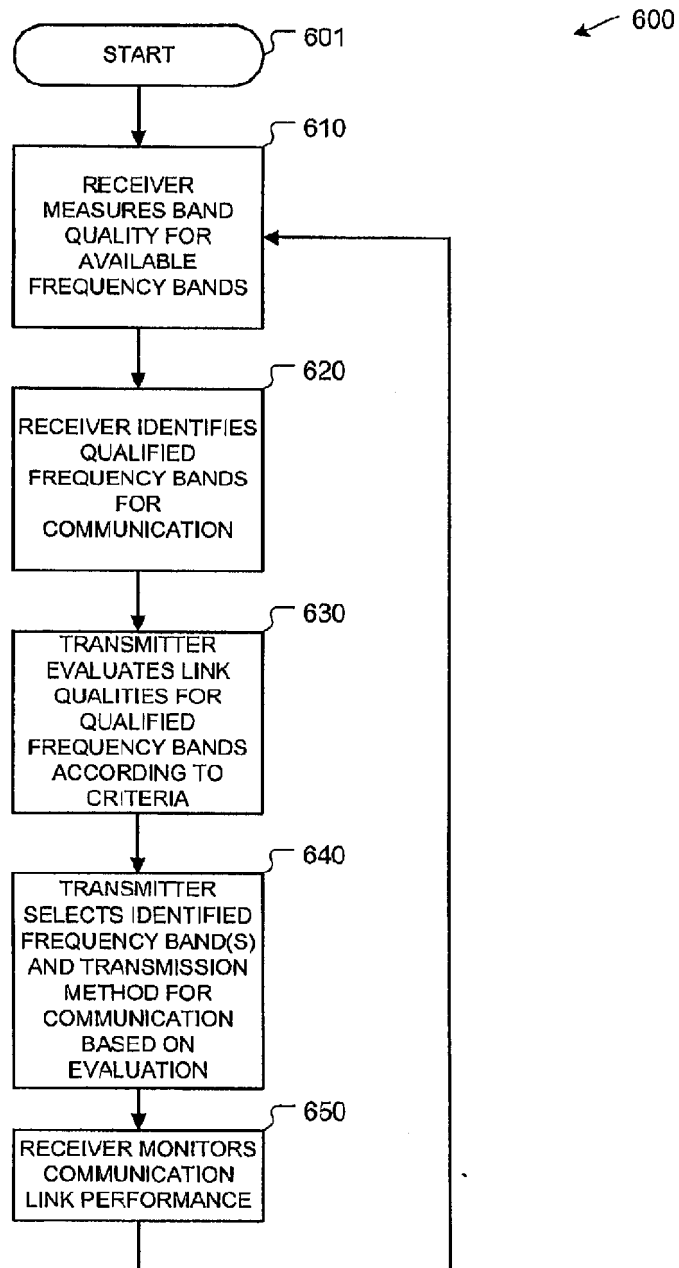 600
START
601
610
RECEIVER
MEASURES BAND
QUALITY FOR
AVAILABLE
FREQUENCY BANDS
620
RECEIVER IDENTIFIES
QUALIFIED
FREQUENCY BANDS
FOR
COMMUNICATION
630
TRANSMITTER
EVALUATES LINK
QUALITIES FOR
QUALIFIED
FREQUENCY BANDS
ACCORDING TO
CRITERIA
640
TRANSMITTER
SELECTS IDENTIFIED
FREQUENCY BAND(S)
AND TRANSMISSION
METHOD FOR
COMMUNICATION
BASED ON
EVALUATION
650
RECEIVER MONITORS
COMMUNICATION
LINK PERFORMANCE